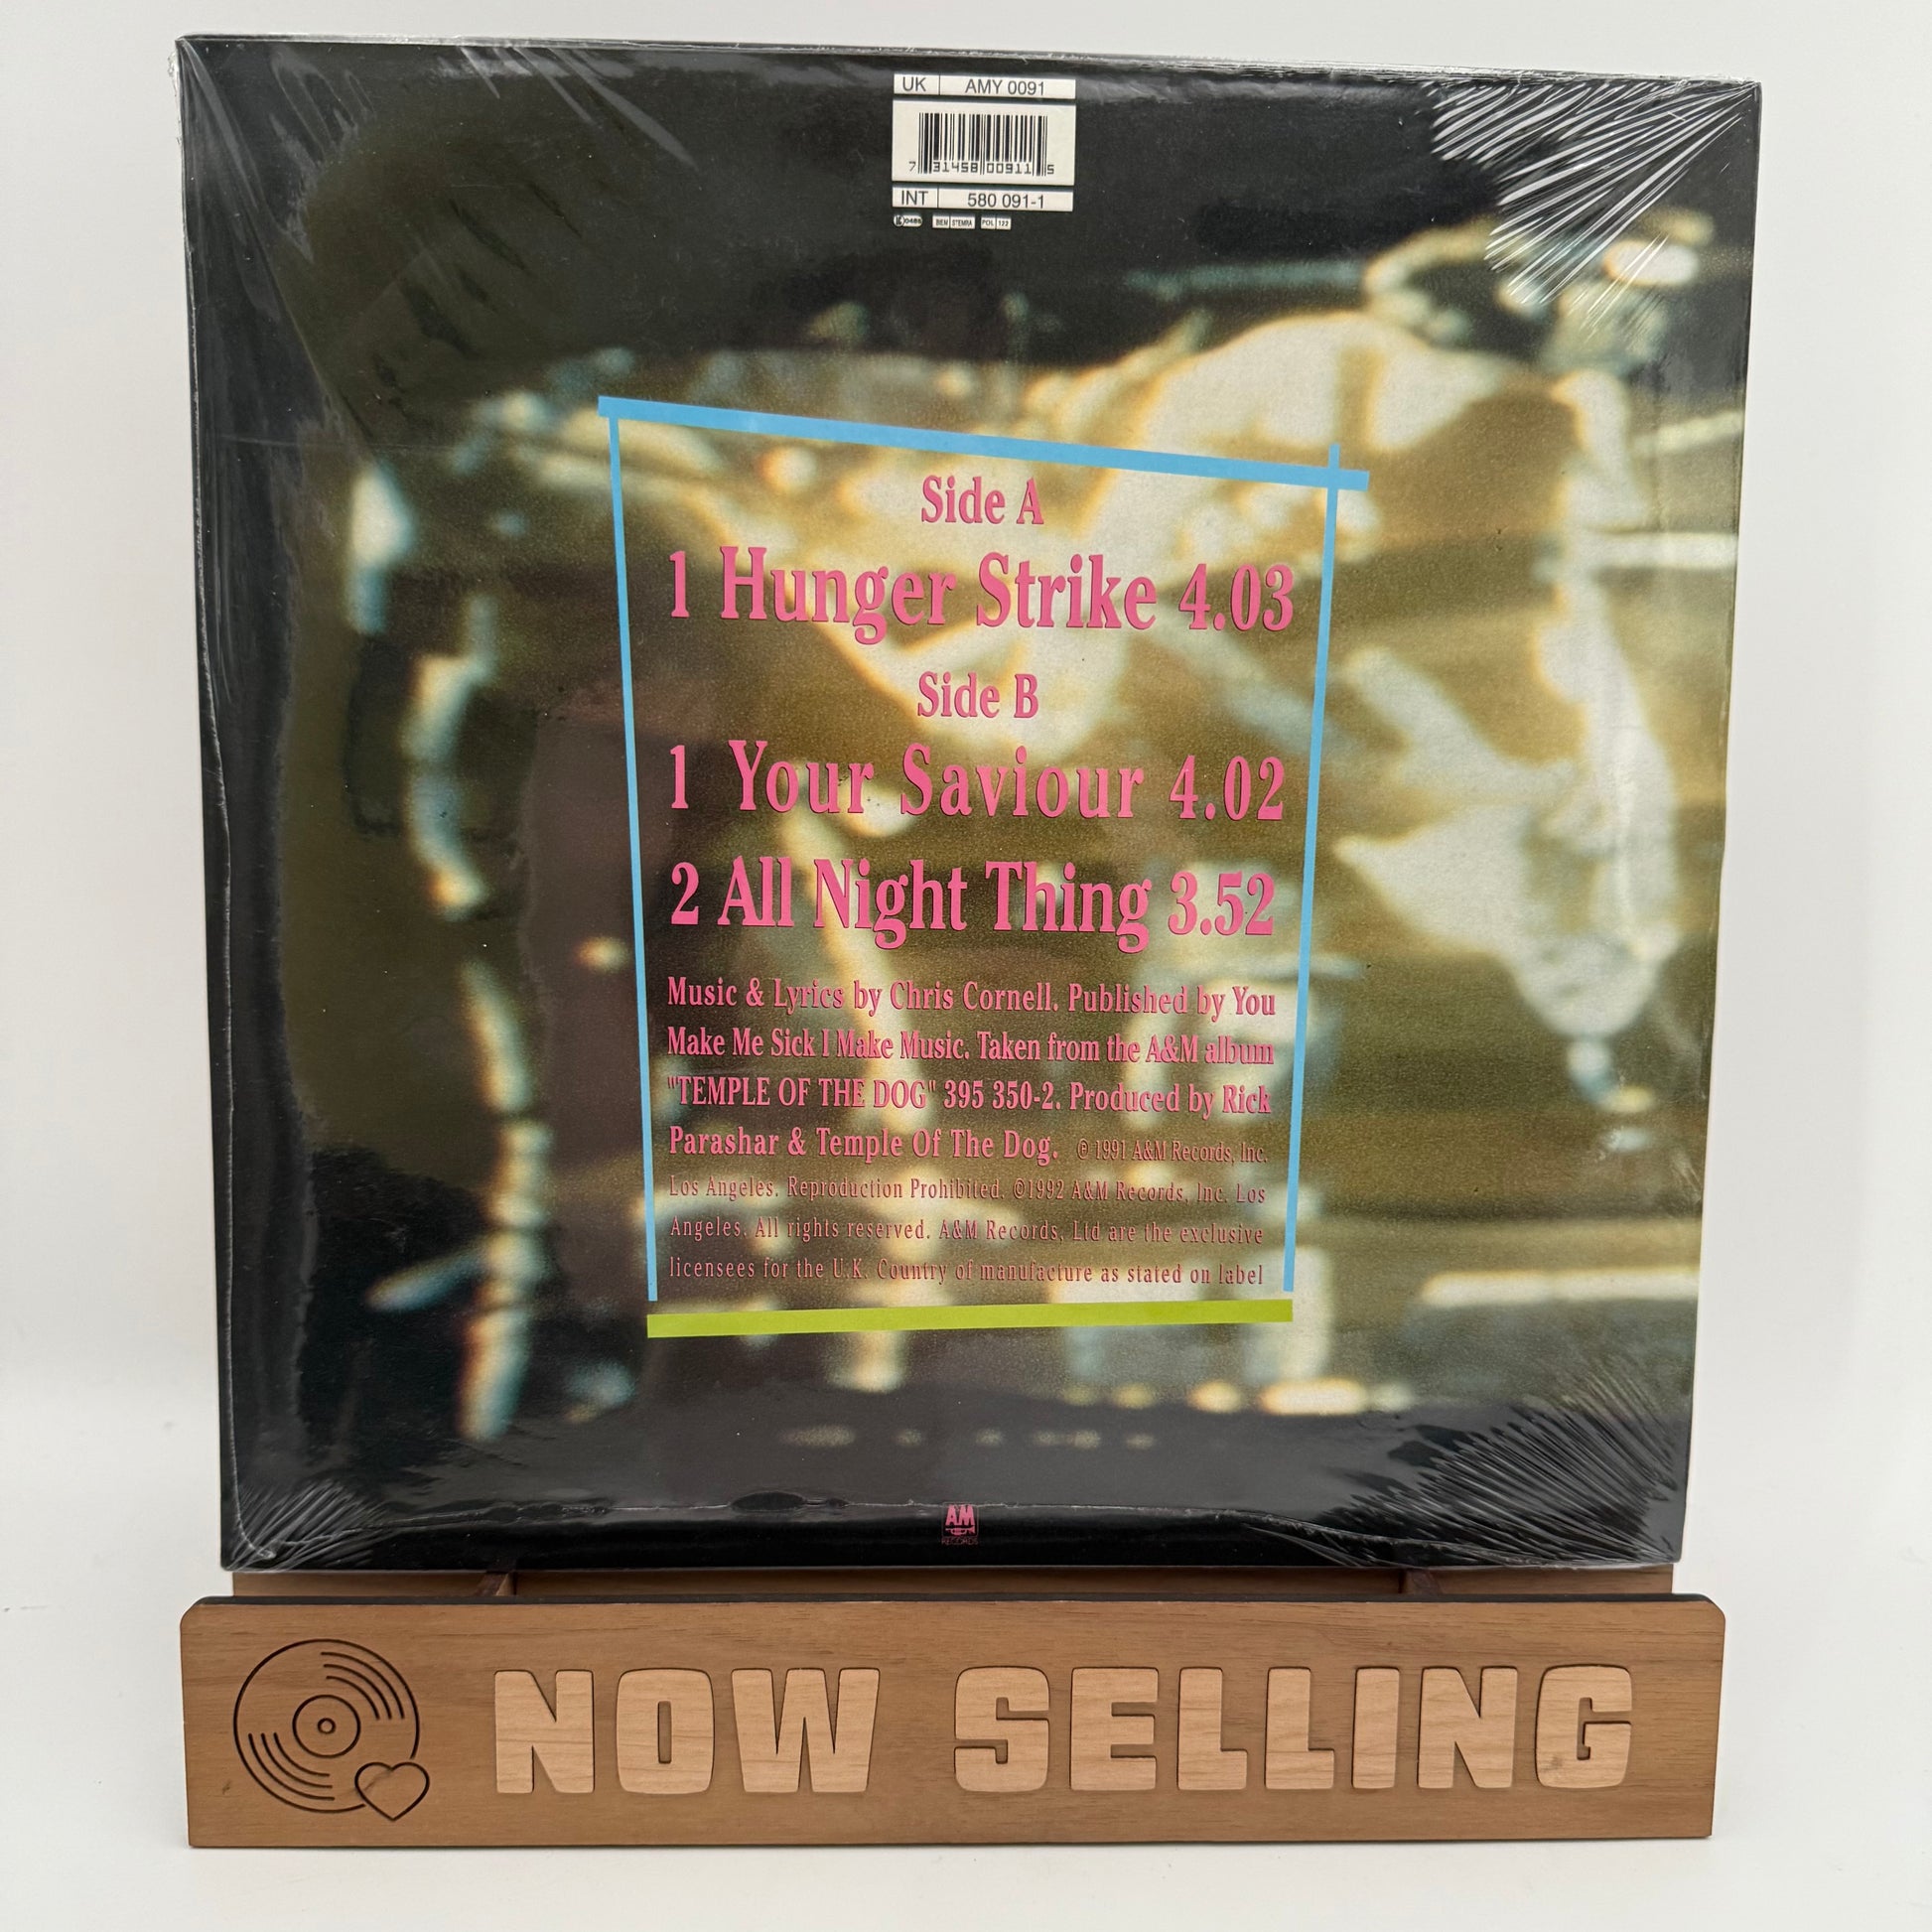 UK AMY 0091
7 31458 00911 5
INT 580 091-1
BIEM STEMRA
Side A
1 Hunger Strike 4.03
Side B
1 Your Saviour 4.02
2 All Night Thing 3.52
Music & Lyrics by Chris Cornell. Published by You
Make Me Sick I Make Music. Taken from the A&M album
"TEMPLE OF THE DOG" 395 350-2. Produced by Rick
Parashar & Temple Of The Dog. ℗ 1991 A&M Records, Inc.
Los Angeles. Reproduction Prohibited. ©1992 A&M Records, Inc. Los
Angeles. All rights reserved. A&M Records, Ltd are the exclusive
licensees for the U.K. Country of manufacture as stated on label
A&M
RECORDS
NOW SELLING